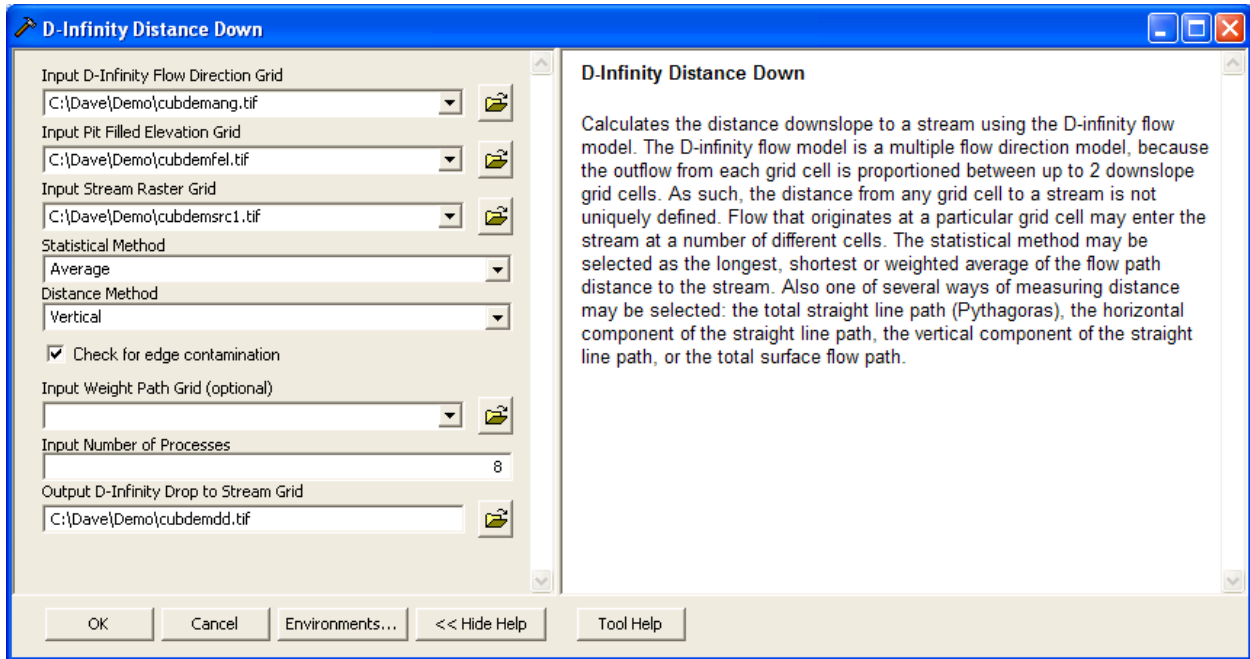 D-Infinity Distance Down
Input D-Infinity Flow Direction Grid
C:\Dave\Demo\cubdemang.tif
Input Pit Filled Elevation Grid
C:\Dave\Demo\cubdemfel.tif
Input Stream Raster Grid
C:\Dave\Demo\cubdemsrc1.tif
Statistical Method
Average
Distance Method
Vertical
Check for edge contamination
Input Weight Path Grid (optional)
Input Number of Processes
8
Output D-Infinity Drop to Stream Grid
C:\Dave\Demo\cubdemdd.tif
D-Infinity Distance Down
Calculates the distance downslope to a stream using the D-infinity flow
model. The D-infinity flow model is a multiple flow direction model, because
the outflow from each grid cell is proportioned between up to 2 downslope
grid cells. As such, the distance from any grid cell to a stream is not
uniquely defined. Flow that originates at a particular grid cell may enter the
stream at a number of different cells. The statistical method may be
selected as the longest, shortest or weighted average of the flow path
distance to the stream. Also one of several ways of measuring distance
may be selected: the total straight line path (Pythagoras), the horizontal
component of the straight line path, the vertical component of the straight
line path, or the total surface flow path.
OK Cancel Environments... << Hide Help Tool Help